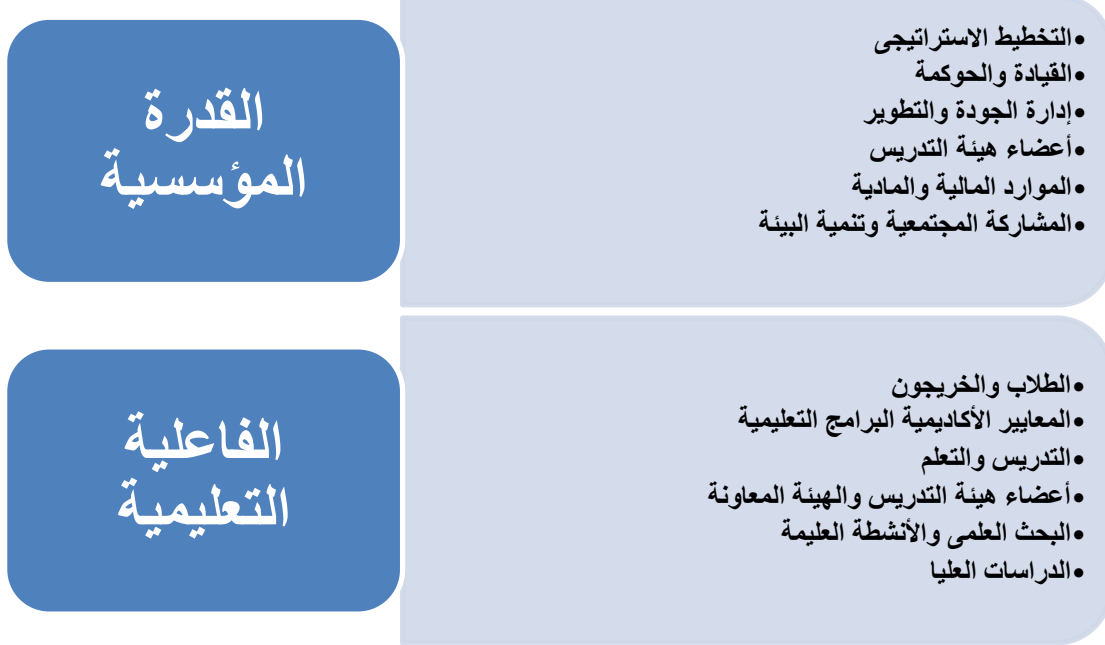 القدرة
المؤسسية
•التخطيط الاستراتيجى
•القيادة والحوكمة
•إدارة الجودة والتطوير
•أعضاء هيئة التدريس
•الموارد المالية والمادية
•المشاركة المجتمعية وتنمية البيئة
الفاعلية
التعليمية
•الطلاب والخريجون
•المعايير الأكاديمية البرامج التعليمية
•التدريس والتعلم
•أعضاء هيئة التدريس والهيئة المعاونة
•البحث العلمى والأنشطة العليمة
•الدراسات العليا